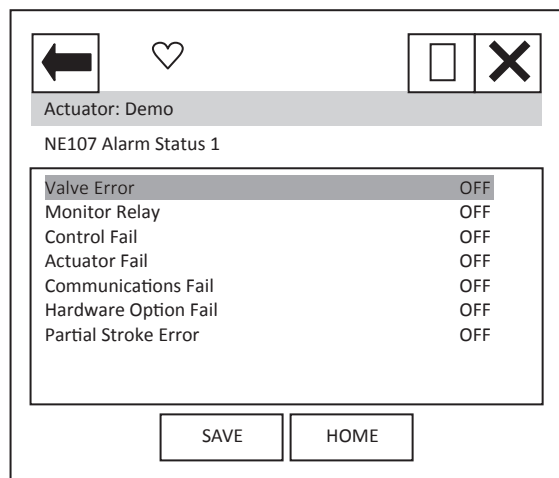 Actuator: Demo
NE107 Alarm Status 1
Valve Error OFF
Monitor Relay OFF
Control Fail OFF
Actuator Fail OFF
Communications Fail OFF
Hardware Option Fail OFF
Partial Stroke Error OFF
SAVE HOME